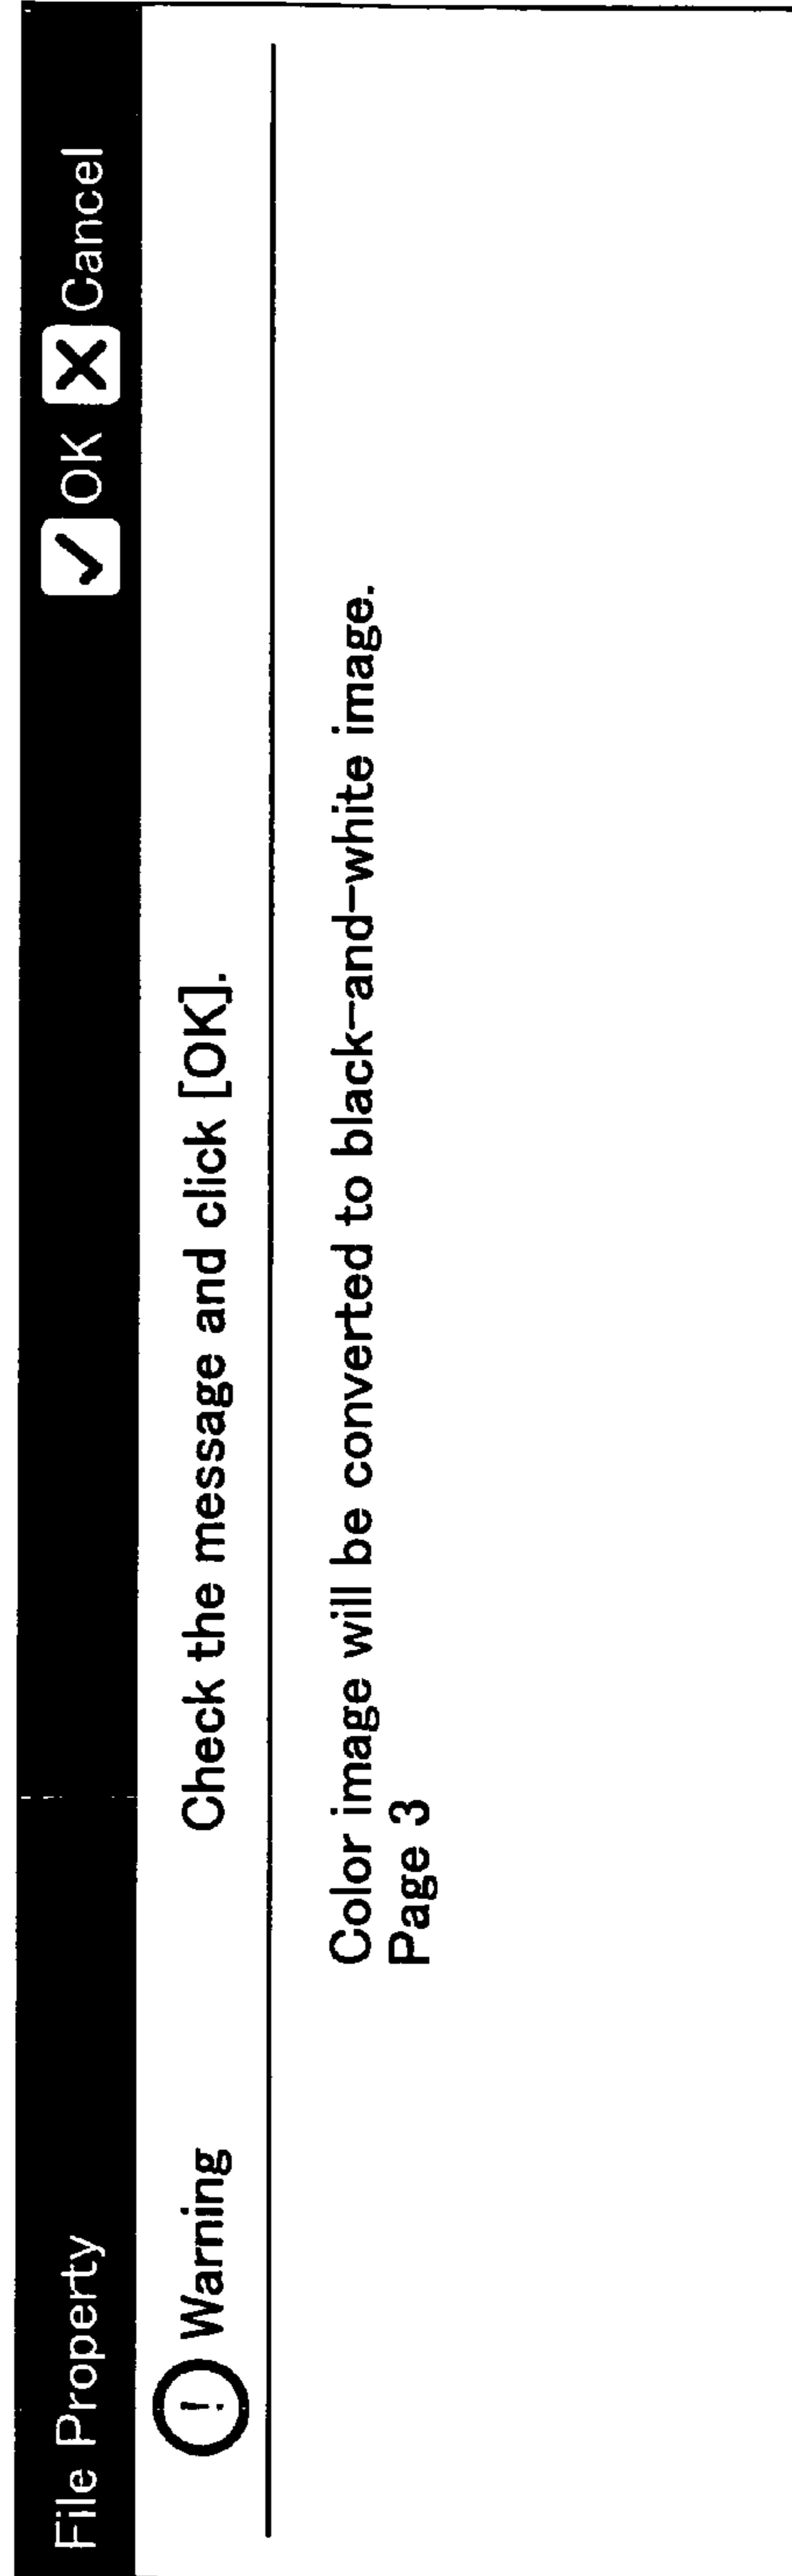 File Property
OK Cancel
Warning
Check the message and click [OK].
Color image will be converted to black-and-white image.
Page 3